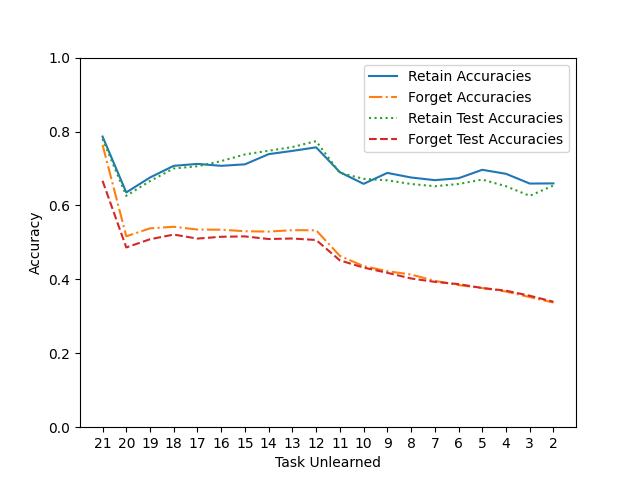 1.0
0.8
0.6
0.4
0.2
0.0
Accuracy
Retain Accuracies
Forget Accuracies
Retain Test Accuracies
Forget Test Accuracies
21 20 19 18 17 16 15 14 13 12 11 10 9 8 7 6 5 4 3 2
Task Unlearned